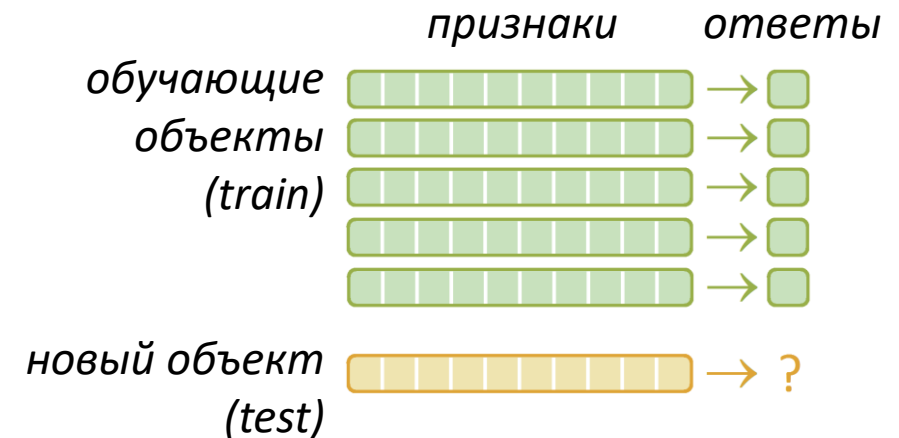 признаки ответы
обучающие
объекты
(train)
новый объект
(test)
?